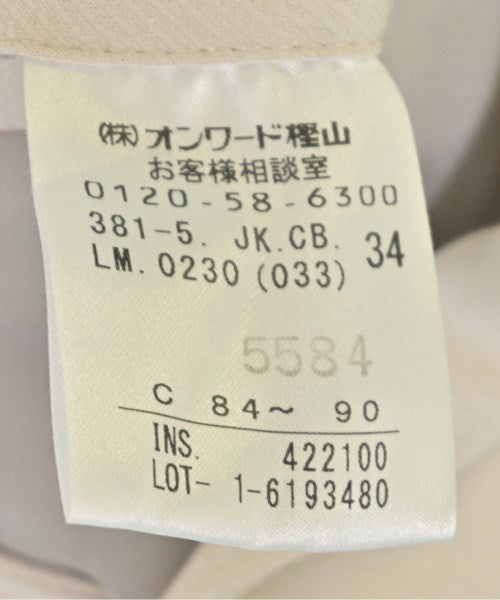 (株)オンワード樫山
お客様相談室
0120-58-6300
381-5. JK.CB. 34
LM.0230(033)
5584
C 84～ 90
INS. 422100
LOT- 1-6193480